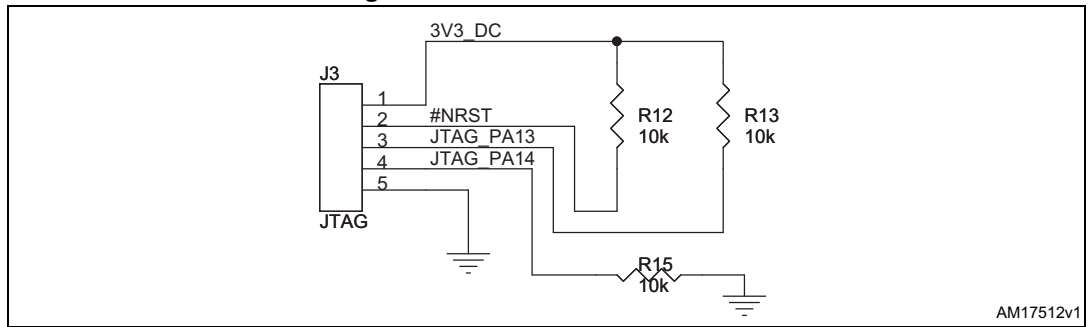 3V3_DC
J3
1
2
3
4
5
#NRST
JTAG_PA13
JTAG_PA14
JTAG
R12
10k
R13
10k
R15
10k
AM17512v1